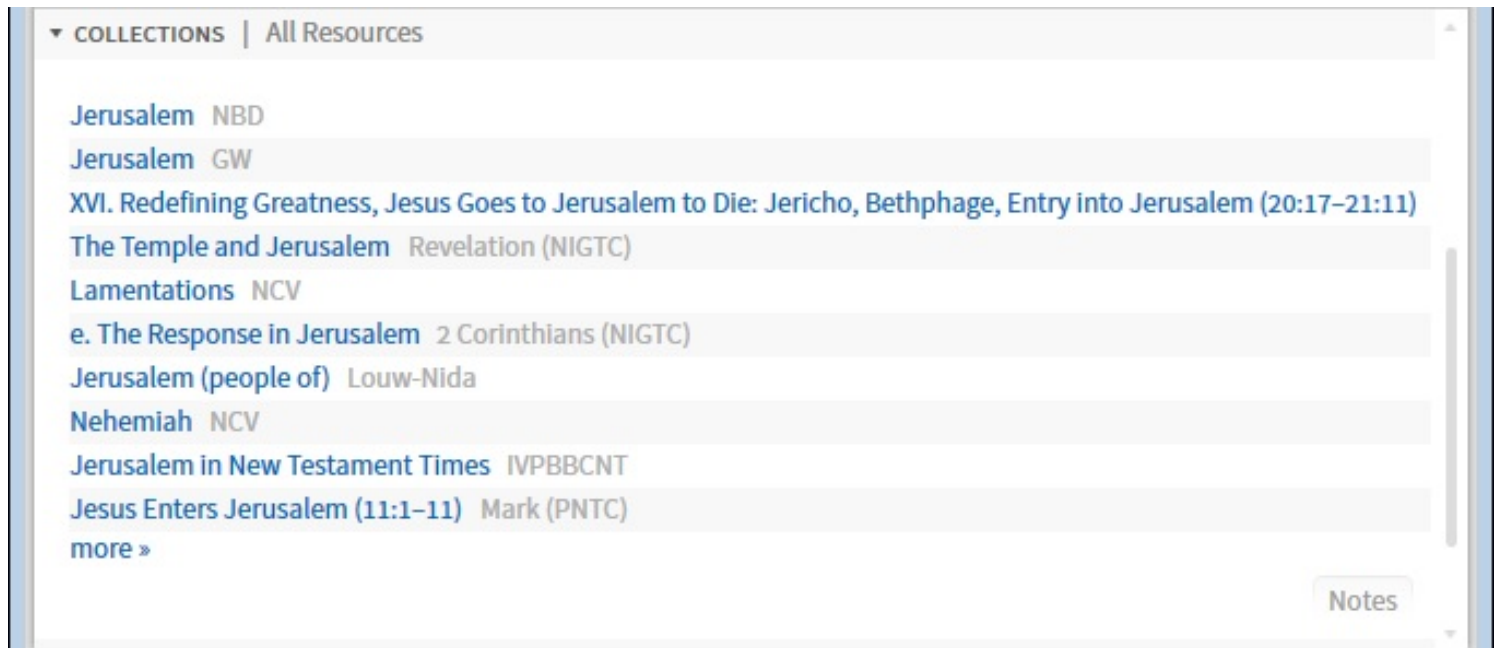 COLLECTIONS | All Resources
Jerusalem NBD
Jerusalem GW
XVI. Redefining Greatness, Jesus Goes to Jerusalem to Die: Jericho, Bethphage, Entry into Jerusalem (20:17–21:11)
The Temple and Jerusalem Revelation (NIGTC)
Lamentations NCV
e. The Response in Jerusalem 2 Corinthians (NIGTC)
Jerusalem (people of) Louw-Nida
Nehemiah NCV
Jerusalem in New Testament Times IVPBBCNT
Jesus Enters Jerusalem (11:1–11) Mark (PNTC)
more »
Notes